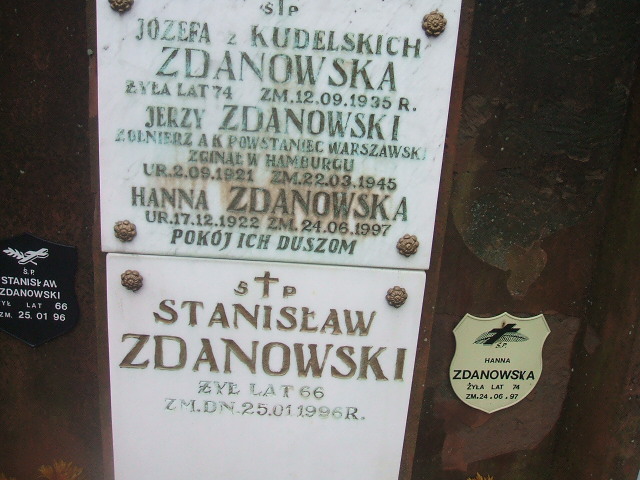 Ś P
JÓZEFA z KUDELSKICH
ZDANOWSKA
ŻYŁA LAT 74 ZM. 12.09.1935 R.
JERZY ZDANOWSKI
ŻOŁNIERZ A K POWSTANIEC WARSZAWSKI
ZGINĄŁ W HAMBURGU
UR. 2.09.1921 ZM. 22.03.1945
HANNA ZDANOWSKA
UR. 17.12.1922 ZM. 24.06.1997
POKÓJ ICH DUSZOM
Ś P
STANISŁAW
ZDANOWSKI
ŻYŁ LAT 66
ZM. DN. 25.01.1996 R.
Ś.P.
STANISŁAW
ZDANOWSKI
ŻYŁ LAT 66
ZM. 25.01 96
Ś.P.
HANNA
ZDANOWSKA
ŻYŁA LAT 74
ZM. 24.06.97